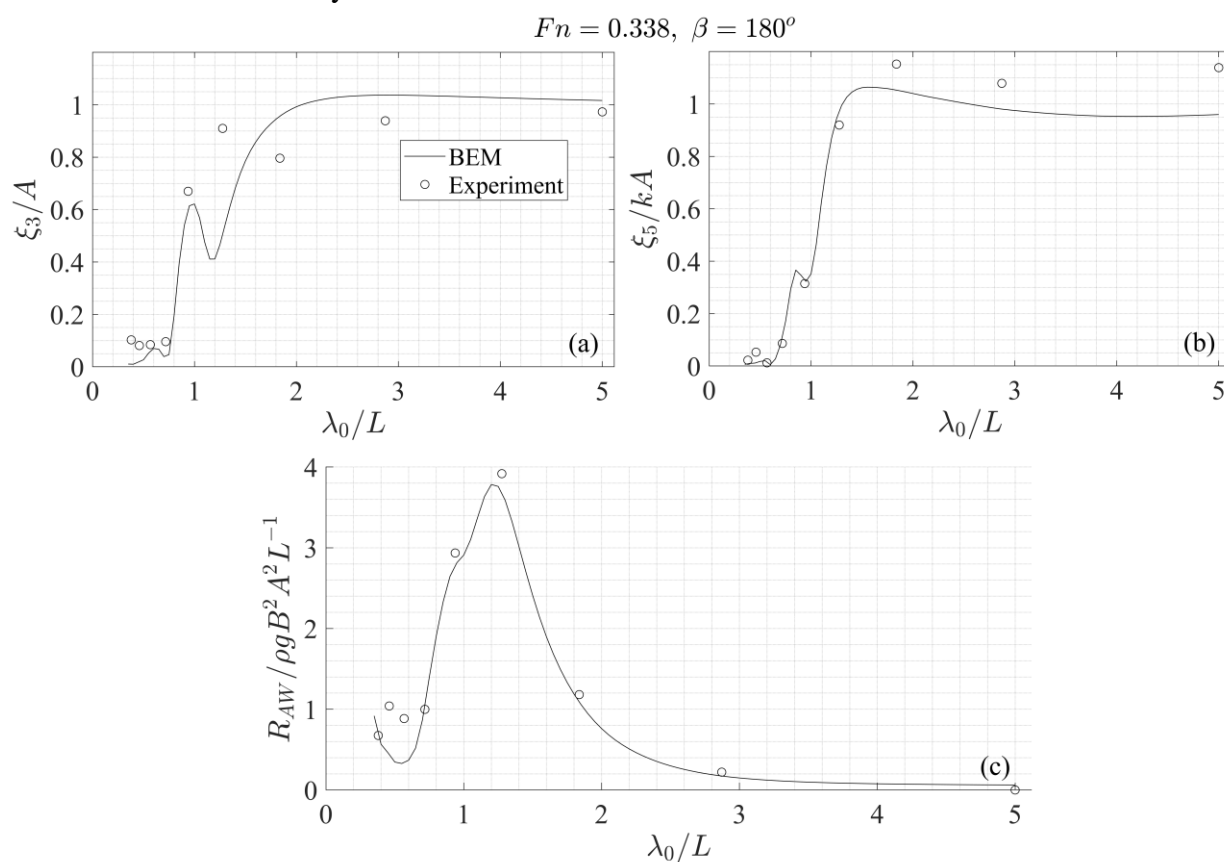 y
Fn = 0.338, β = 180°
ξ₃/A
1
0.8
0.6
0.4
0.2
0
BEM
Experiment
(a)
0 1 2 3 4 5
λ₀/L
ξ₅/kA
1
0.8
0.6
0.4
0.2
0
(b)
0 1 2 3 4 5
λ₀/L
R_AW/ρgB²A²L⁻¹
4
3
2
1
0
(c)
0 1 2 3 4 5
λ₀/L